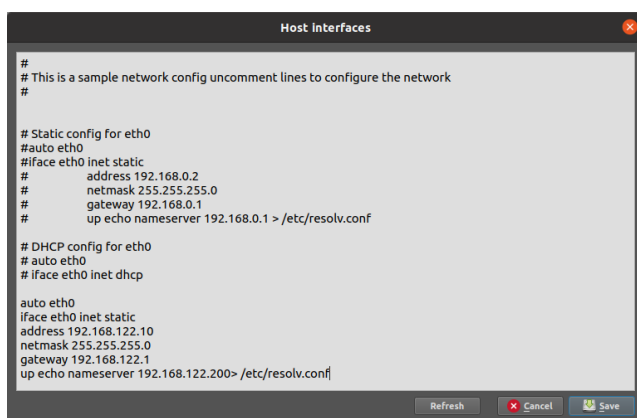 Host interfaces
#
# This is a sample network config uncomment lines to configure the network
#
# Static config for eth0
#auto eth0
#iface eth0 inet static
# address 192.168.0.2
# netmask 255.255.255.0
# gateway 192.168.0.1
# up echo nameserver 192.168.0.1 > /etc/resolv.conf
# DHCP config for eth0
# auto eth0
# iface eth0 inet dhcp
auto eth0
iface eth0 inet static
address 192.168.122.10
netmask 255.255.255.0
gateway 192.168.122.1
up echo nameserver 192.168.122.200> /etc/resolv.conf
Refresh Cancel Save